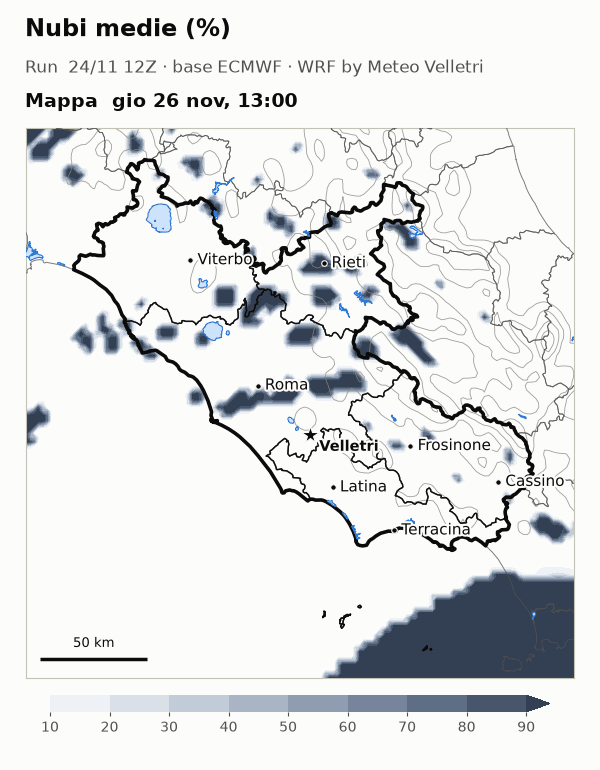 Nubi medie (%)
Run  24/11 12Z · base ECMWF · WRF by Meteo Velletri
Mappa  gio 26 nov, 13:00
Viterbo
Rieti
Roma
Velletri
Frosinone
Latina
Cassino
Terracina
50 km
10 20 30 40 50 60 70 80 90